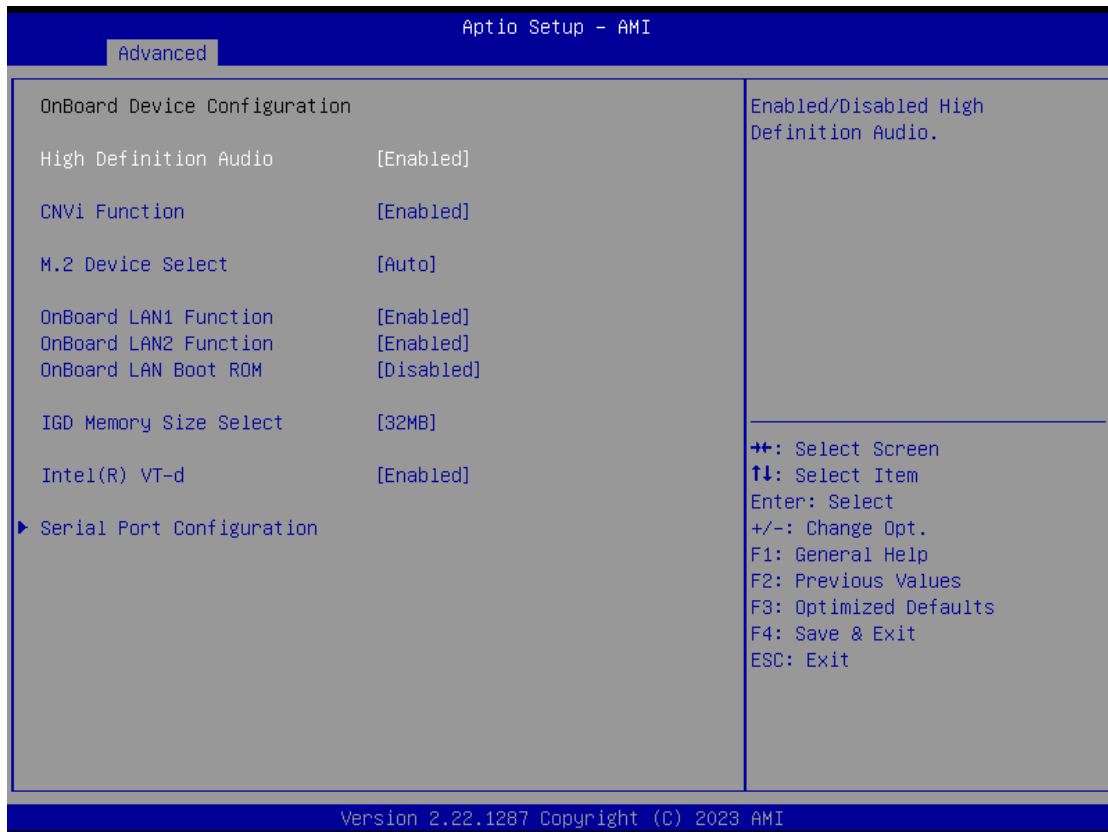 Aptio Setup – AMI
Advanced
OnBoard Device Configuration
High Definition Audio [Enabled]
CNVi Function [Enabled]
M.2 Device Select [Auto]
OnBoard LAN1 Function [Enabled]
OnBoard LAN2 Function [Enabled]
OnBoard LAN Boot ROM [Disabled]
IGD Memory Size Select [32MB]
Intel(R) VT-d [Enabled]
Serial Port Configuration
Enabled/Disabled High
Definition Audio.
→←: Select Screen
↑↓: Select Item
Enter: Select
+/-: Change Opt.
F1: General Help
F2: Previous Values
F3: Optimized Defaults
F4: Save & Exit
ESC: Exit
Version 2.22.1287 Copyright (C) 2023 AMI